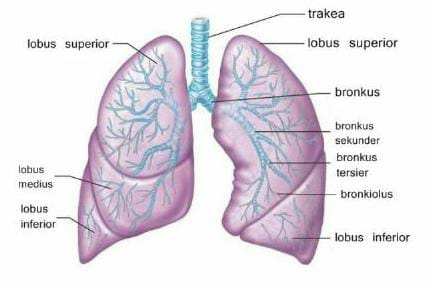 trakea
lobus superior
lobus superior
bronkus
bronkus
sekunder
bronkus
tersier
lobus
medius
bronkiolus
lobus
inferior
lobus inferior